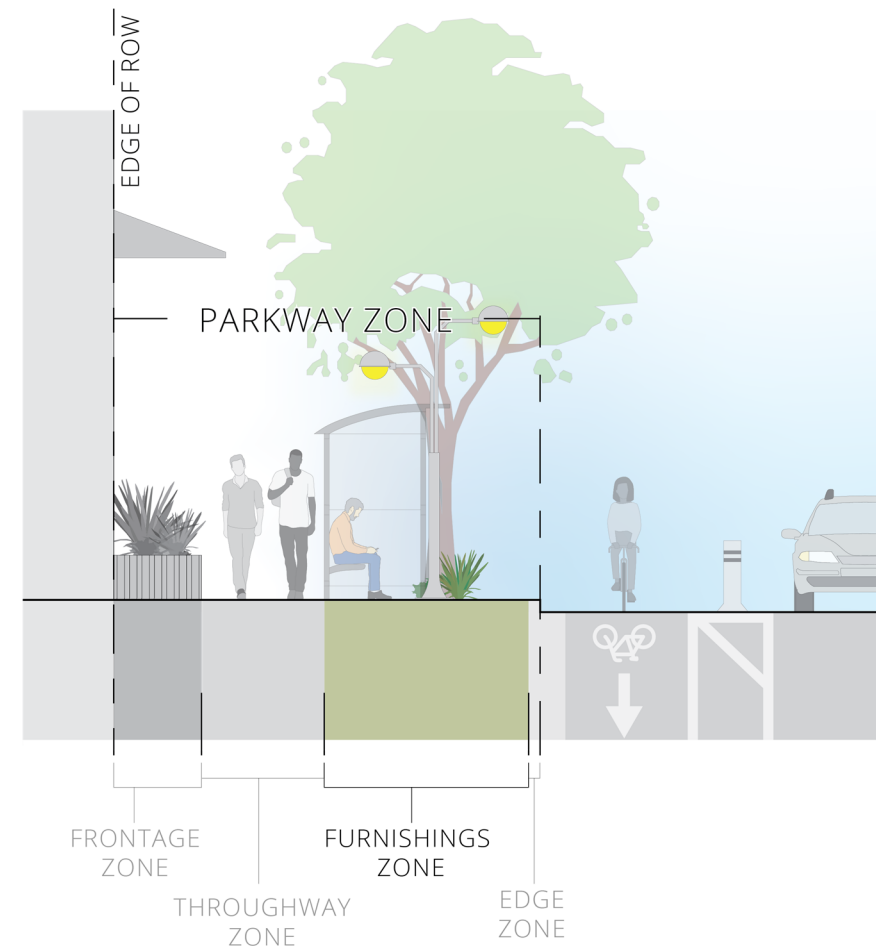 EDGE OF ROW
PARKWAY ZONE
FRONTAGE
ZONE
FURNISHINGS
ZONE
THROUGHWAY
ZONE
EDGE
ZONE